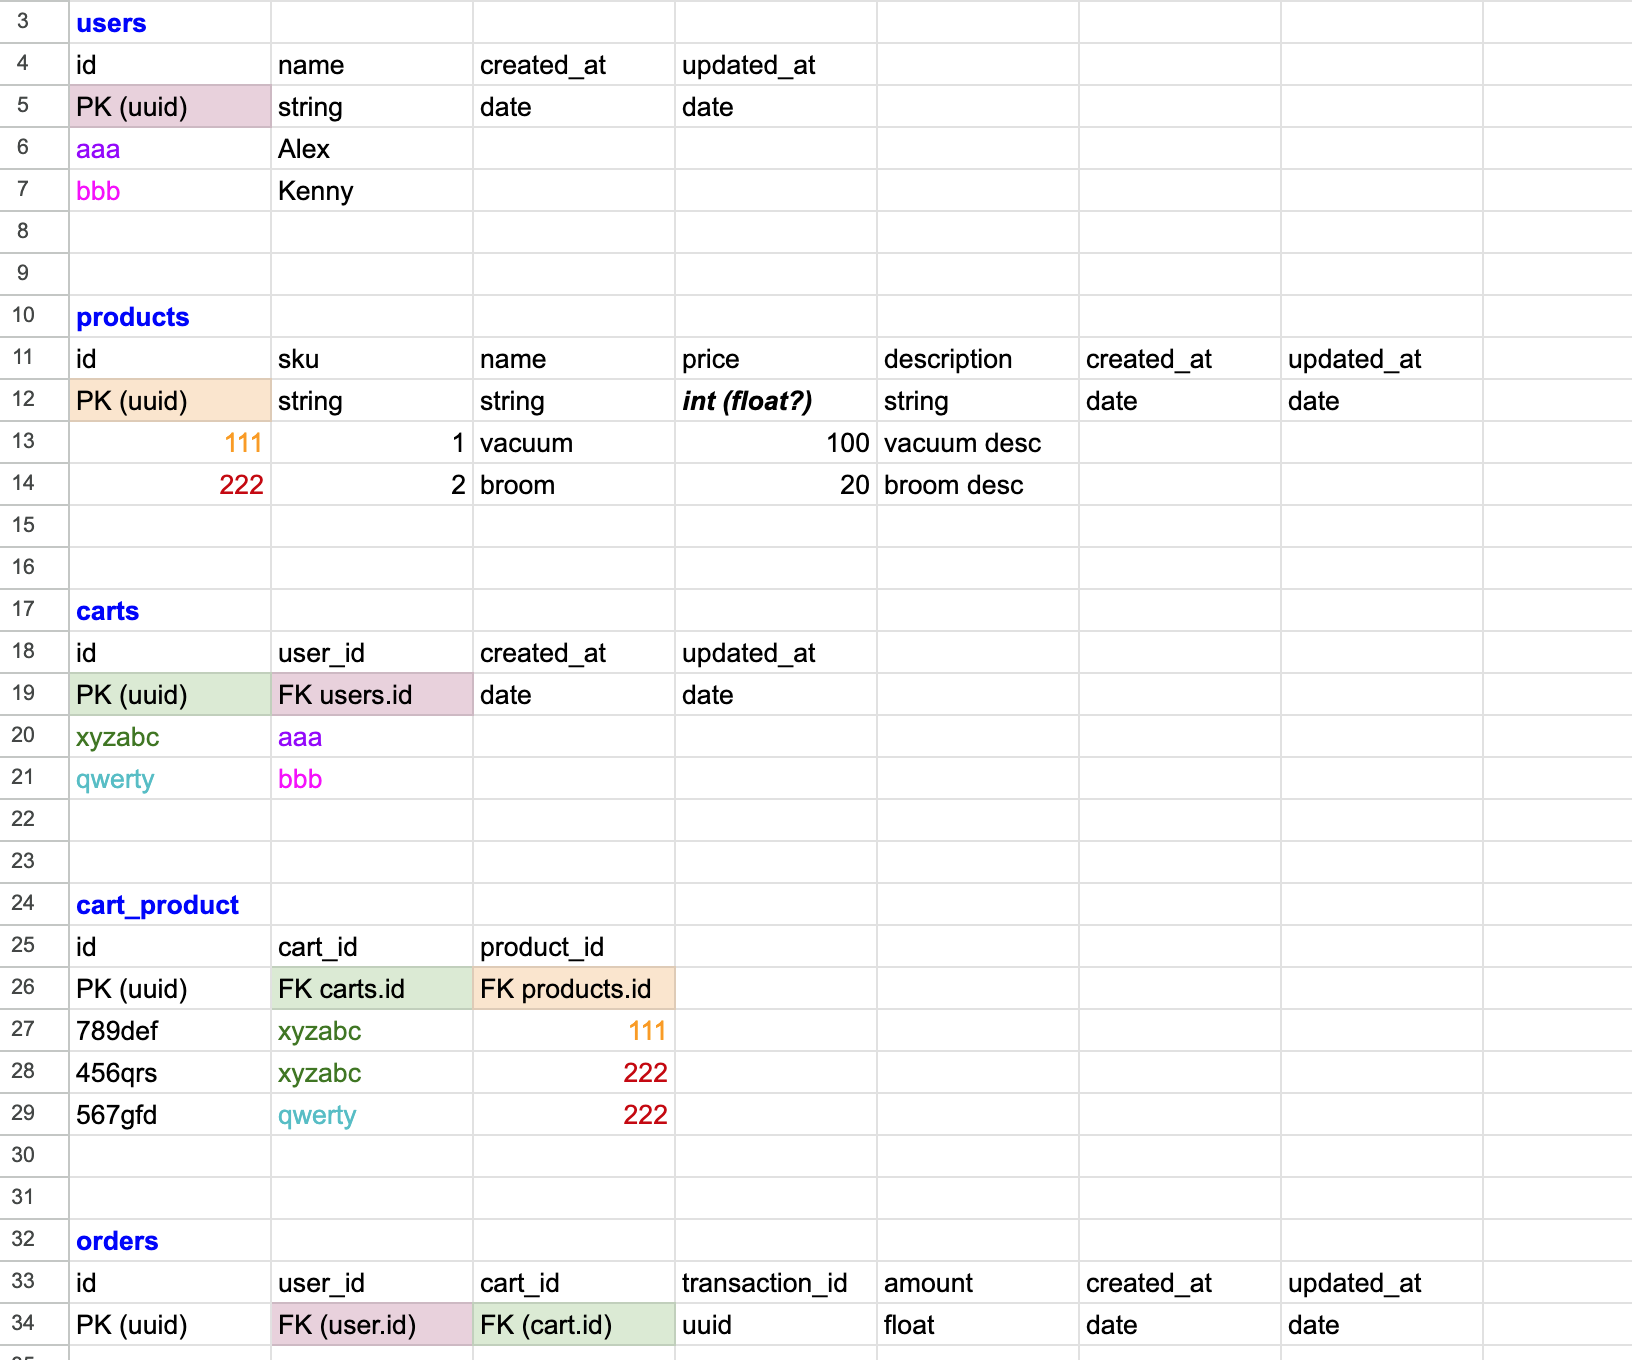 3 users
4 id name created_at updated_at
5 PK (uuid) string date date
6 aaa Alex
7 bbb Kenny
8
9
10 products
11 id sku name price description created_at updated_at
12 PK (uuid) string string int (float?) string date date
13 111 1 vacuum 100 vacuum desc
14 222 2 broom 20 broom desc
15
16
17 carts
18 id user_id created_at updated_at
19 PK (uuid) FK users.id date date
20 xyzabc aaa
21 qwerty bbb
22
23
24 cart_product
25 id cart_id product_id
26 PK (uuid) FK carts.id FK products.id
27 789def xyzabc 111
28 456qrs xyzabc 222
29 567gfd qwerty 222
30
31
32 orders
33 id user_id cart_id transaction_id amount created_at updated_at
34 PK (uuid) FK (user.id) FK (cart.id) uuid float date date